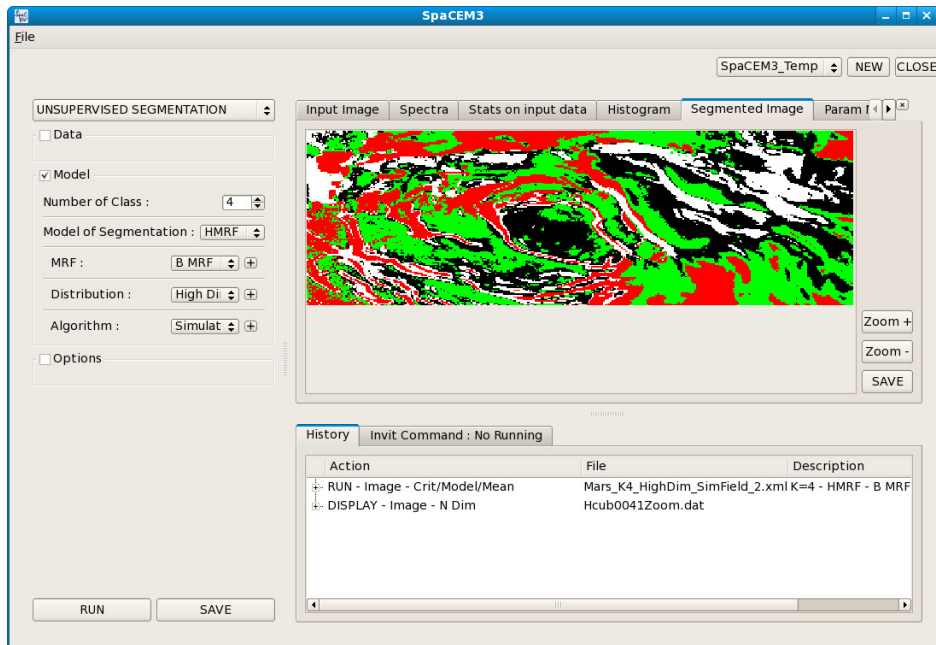 SpaCEM3
File
SpaCEM3_Temp NEW CLOSE
UNSUPERVISED SEGMENTATION
Data
Model
Number of Class : 4
Model of Segmentation : HMRF
MRF : B MRF
Distribution : High Di
Algorithm : Simulat
Options
RUN SAVE
Input Image Spectra Stats on input data Histogram Segmented Image Param
Zoom +
Zoom -
SAVE
History Invit Command : No Running
Action File Description
RUN - Image - Crit/Model/Mean Mars_K4_HighDim_SimField_2.xml K=4 - HMRF - B MRF
DISPLAY - Image - N Dim Hcub0041Zoom.dat